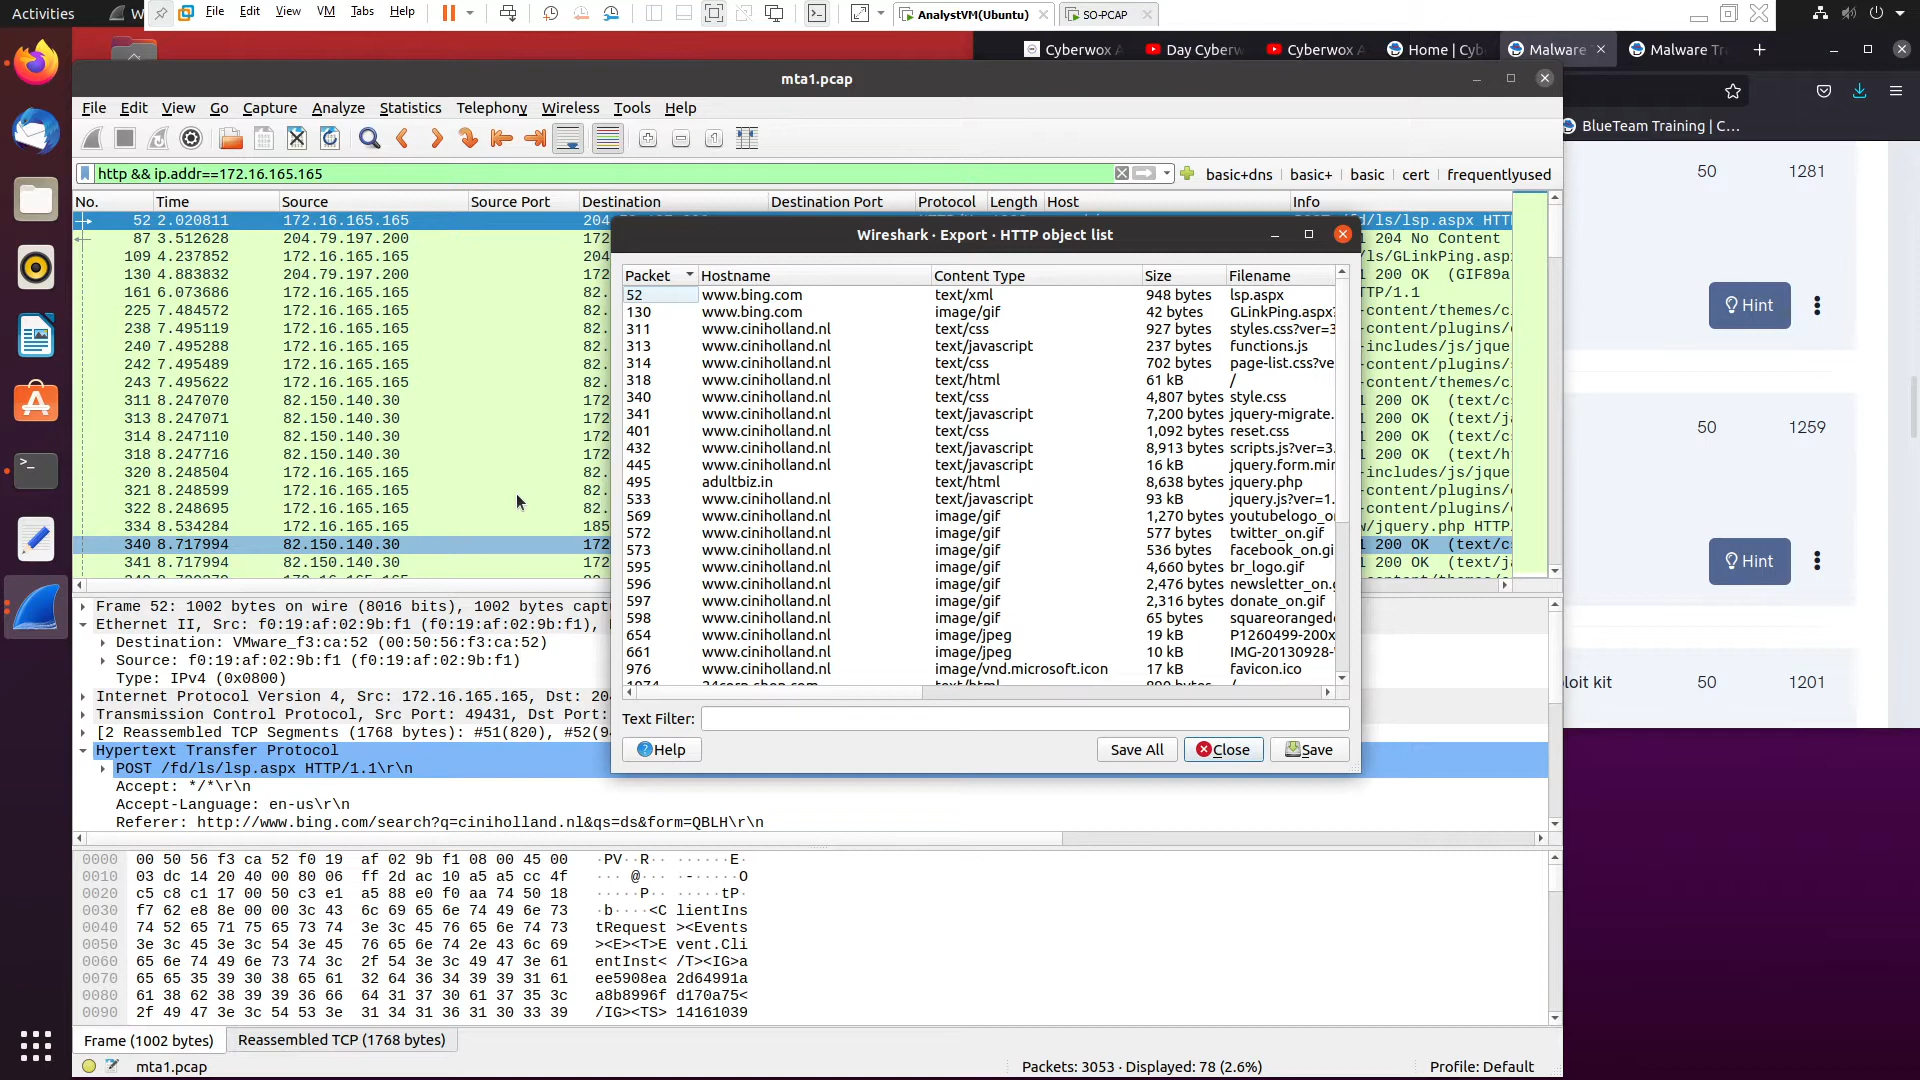 Activities
W
File Edit View VM Tabs Help
AnalystVM(Ubuntu)
SO-PCAP
Cyberwox A
Day Cyberw
Cyberwox A
Home | Cyb
Malware
Malware Tr
mta1.pcap
File Edit View Go Capture Analyze Statistics Telephony Wireless Tools Help
BlueTeam Training | C…
http && ip.addr==172.16.165.165
basic+dns basic+ basic cert frequentlyused
No. Time Source Source Port Destination Destination Port Protocol Length Host Info
52 2.020811 172.16.165.165
87 3.512628 204.79.197.200 172 1 204 No Content
109 4.237852 172.16.165.165 204 /ls/GLinkPing.asp
130 4.883832 204.79.197.200 172 1 200 OK (GIF89a
161 6.073686 172.16.165.165 82. TTP/1.1
225 7.484572 172.16.165.165 82. -content/themes/c
238 7.495119 172.16.165.165 82. -content/plugins/
240 7.495288 172.16.165.165 82. -includes/js/jque
242 7.495489 172.16.165.165 82. -content/plugins/
243 7.495622 172.16.165.165 82. -content/themes/c
311 8.247070 82.150.140.30 172 1 200 OK (text/c
313 8.247071 82.150.140.30 172 1 200 OK (text/j
314 8.247110 82.150.140.30 172 1 200 OK (text/c
318 8.247716 82.150.140.30 172 1 200 OK (text/h
320 8.248504 172.16.165.165 82. -includes/js/jque
321 8.248599 172.16.165.165 82. -content/plugins/
322 8.248695 172.16.165.165 82. -content/plugins/
334 8.534284 172.16.165.165 185 w/jquery.php HTTP
340 8.717994 82.150.140.30 172 1 200 OK (text/c
341 8.717994 82.150.140.30 172 1 200 OK (text/j
Wireshark · Export · HTTP object list
Packet Hostname Content Type Size Filename
52 www.bing.com text/xml 948 bytes lsp.aspx
130 www.bing.com image/gif 42 bytes GLinkPing.aspx?
311 www.ciniholland.nl text/css 927 bytes styles.css?ver=3
313 www.ciniholland.nl text/javascript 237 bytes functions.js
314 www.ciniholland.nl text/css 702 bytes page-list.css?ve
318 www.ciniholland.nl text/html 61 kB /
340 www.ciniholland.nl text/css 4,807 bytes style.css
341 www.ciniholland.nl text/javascript 7,200 bytes jquery-migrate.
401 www.ciniholland.nl text/css 1,092 bytes reset.css
432 www.ciniholland.nl text/javascript 8,913 bytes scripts.js?ver=3.
445 www.ciniholland.nl text/javascript 16 kB jquery.form.mir
495 adultbiz.in text/html 8,638 bytes jquery.php
533 www.ciniholland.nl text/javascript 93 kB jquery.js?ver=1.
569 www.ciniholland.nl image/gif 1,270 bytes youtubelogo_o
572 www.ciniholland.nl image/gif 577 bytes twitter_on.gif
573 www.ciniholland.nl image/gif 536 bytes facebook_on.gi
595 www.ciniholland.nl image/gif 4,660 bytes br_logo.gif
596 www.ciniholland.nl image/gif 2,476 bytes newsletter_on.
597 www.ciniholland.nl image/gif 2,316 bytes donate_on.gif
598 www.ciniholland.nl image/gif 65 bytes squareorangede
654 www.ciniholland.nl image/jpeg 19 kB P1260499-200x
661 www.ciniholland.nl image/jpeg 10 kB IMG-20130928-
976 www.ciniholland.nl image/vnd.microsoft.icon 17 kB favicon.ico
Text Filter:
Help Save All Close Save
50 1281
Hint
50 1259
Hint
loit kit 50 1201
Frame 52: 1002 bytes on wire (8016 bits), 1002 bytes capt
Ethernet II, Src: f0:19:af:02:9b:f1 (f0:19:af:02:9b:f1),
Destination: VMware_f3:ca:52 (00:50:56:f3:ca:52)
Source: f0:19:af:02:9b:f1 (f0:19:af:02:9b:f1)
Type: IPv4 (0x0800)
Internet Protocol Version 4, Src: 172.16.165.165, Dst: 20
Transmission Control Protocol, Src Port: 49431, Dst Port:
[2 Reassembled TCP Segments (1768 bytes): #51(820), #52(9
Hypertext Transfer Protocol
POST /fd/ls/lsp.aspx HTTP/1.1\r\n
Accept: */*\r\n
Accept-Language: en-us\r\n
Referer: http://www.bing.com/search?q=ciniholland.nl&qs=ds&form=QBLH\r\n
0000 00 50 56 f3 ca 52 f0 19 af 02 9b f1 08 00 45 00 ·PV··R·· ······E·
0010 03 dc 14 20 40 00 80 06 ff 2d ac 10 a5 a5 cc 4f ··· @··· ·-·····O
0020 c5 c8 c1 17 00 50 c3 e1 a5 88 e0 f0 aa 74 50 18 ·····P·· ·····tP·
0030 f7 62 e8 8e 00 00 3c 43 6c 69 65 6e 74 49 6e 73 ·b····<C lientIns
0040 74 52 65 71 75 65 73 74 3e 3c 45 76 65 6e 74 73 tRequest ><Events
0050 3e 3c 45 3e 3c 54 3e 45 76 65 6e 74 2e 43 6c 69 ><E><T>E vent.Cli
0060 65 6e 74 49 6e 73 74 3c 2f 54 3e 3c 49 47 3e 61 entInst< /T><IG>a
0070 65 65 35 39 30 38 65 61 32 64 36 34 39 39 31 61 ee5908ea 2d64991a
0080 61 38 62 38 39 39 36 66 64 31 37 30 61 37 35 3c a8b8996f d170a75<
0090 2f 49 47 3e 3c 54 53 3e 31 34 31 36 31 30 33 39 /IG><TS> 14161039
Frame (1002 bytes) Reassembled TCP (1768 bytes)
mta1.pcap Packets: 3053 · Displayed: 78 (2.6%) Profile: Default